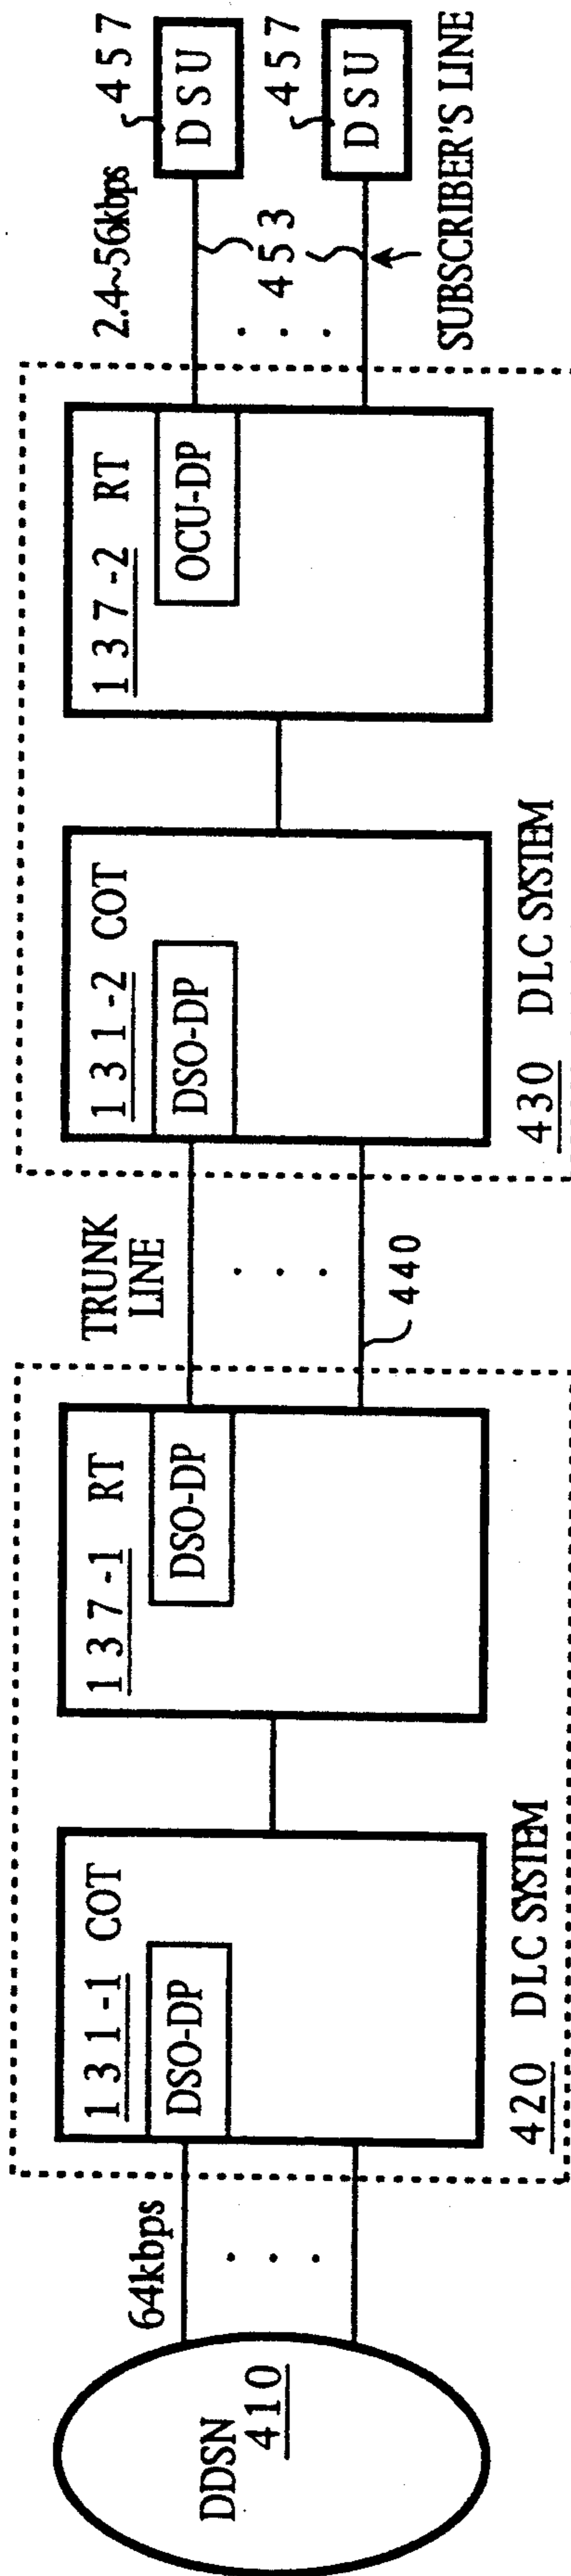 DDSN
410
64kbps
131-1 COT
DSO-DP
137-1 RT
DSO-DP
420 DLC SYSTEM
TRUNK
LINE
440
131-2 COT
DSO-DP
137-2 RT
OCU-DP
430 DLC SYSTEM
2.4~56kbps
453
SUBSCRIBER'S LINE
457
DSU
457
DSU